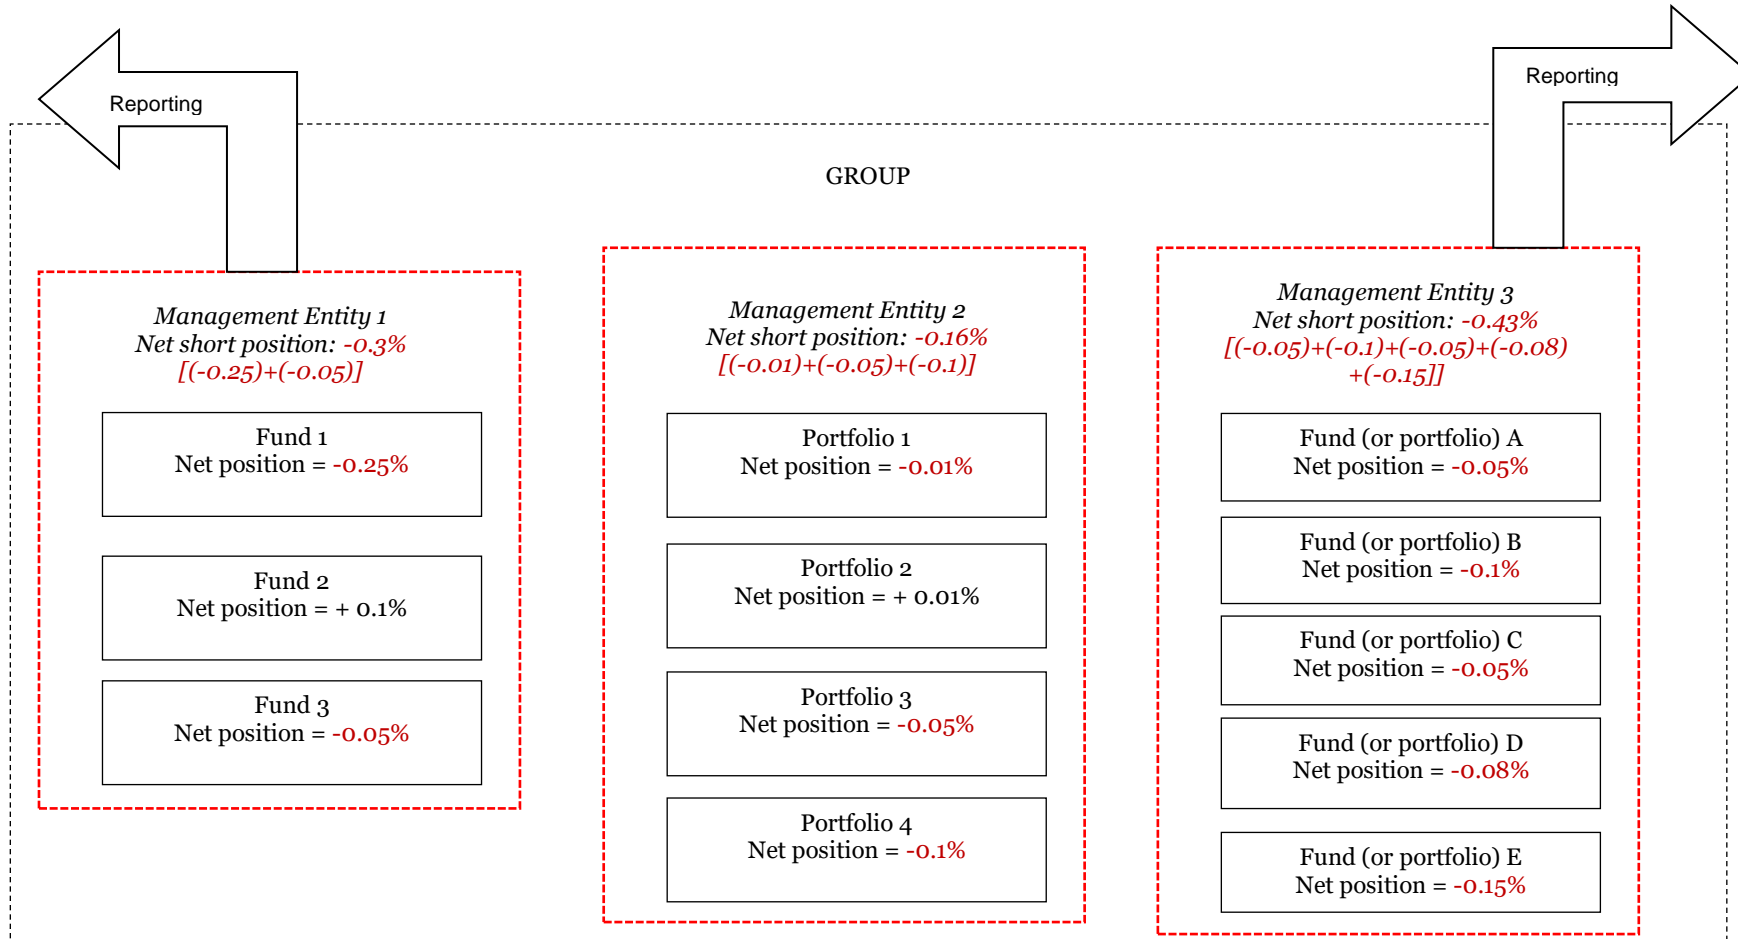 Reporting
Reporting
GROUP
Management Entity 1
Net short position: -0.3%
[(-0.25)+(-0.05)]
Fund 1
Net position = -0.25%
Fund 2
Net position = + 0.1%
Fund 3
Net position = -0.05%
Management Entity 2
Net short position: -0.16%
[(-0.01)+(-0.05)+(-0.1)]
Portfolio 1
Net position = -0.01%
Portfolio 2
Net position = + 0.01%
Portfolio 3
Net position = -0.05%
Portfolio 4
Net position = -0.1%
Management Entity 3
Net short position: -0.43%
[(-0.05)+(-0.1)+(-0.05)+(-0.08)
+(-0.15]]
Fund (or portfolio) A
Net position = -0.05%
Fund (or portfolio) B
Net position = -0.1%
Fund (or portfolio) C
Net position = -0.05%
Fund (or portfolio) D
Net position = -0.08%
Fund (or portfolio) E
Net position = -0.15%